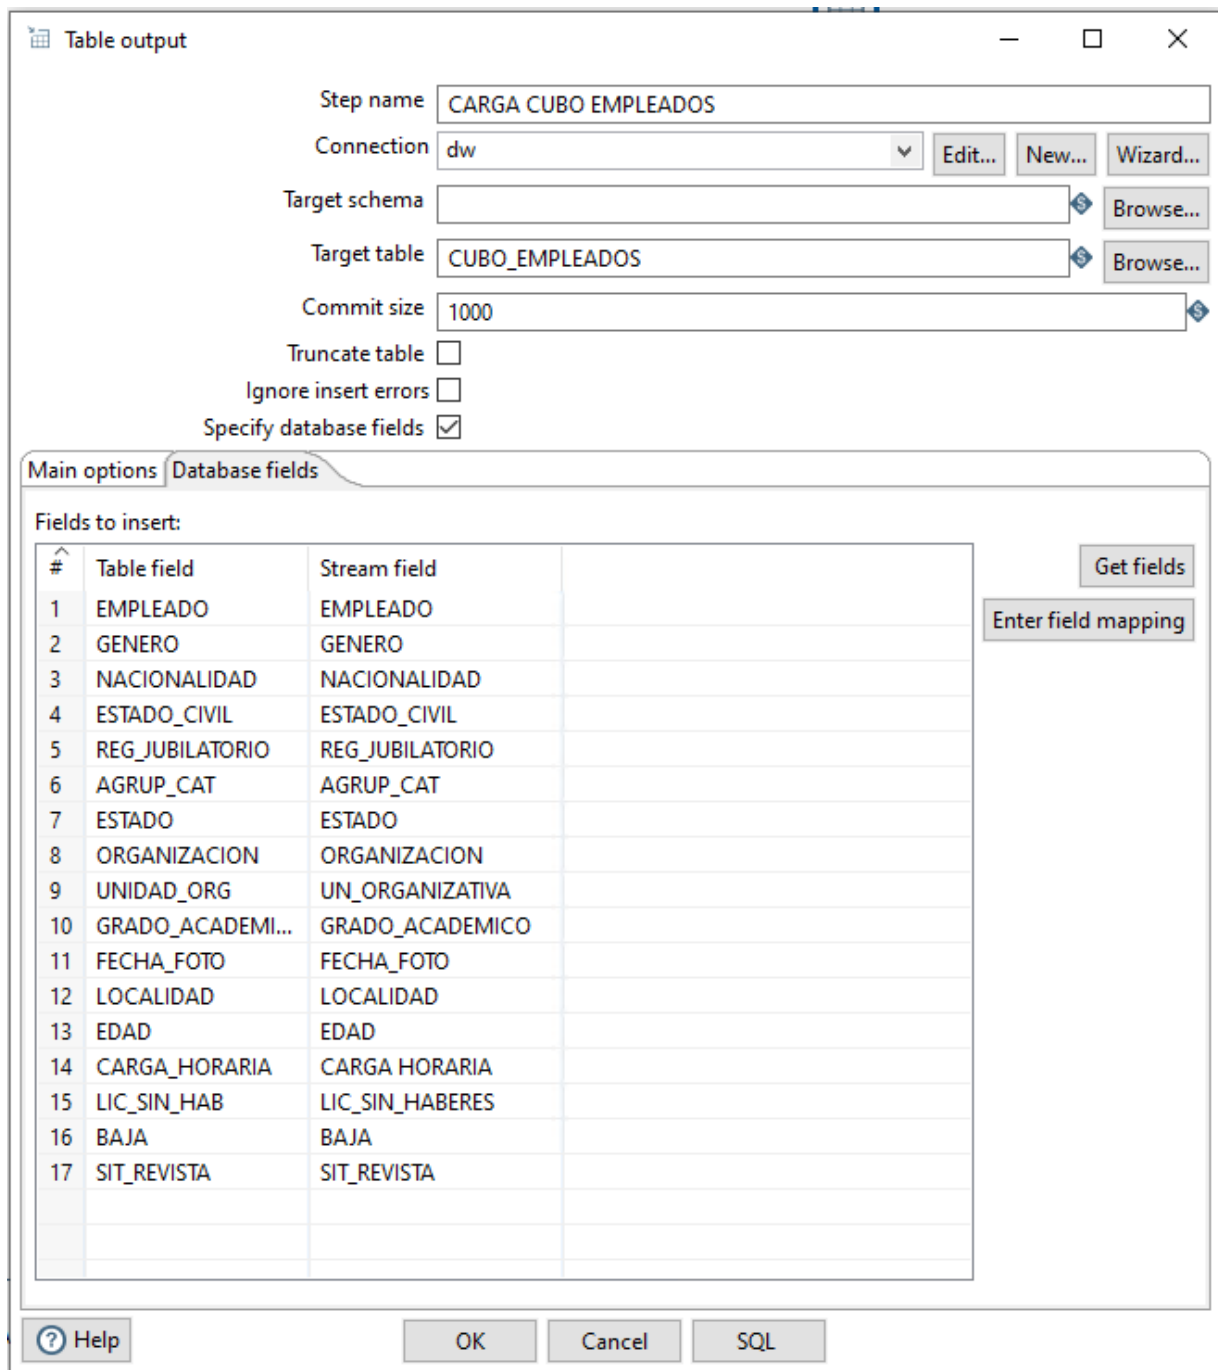 Table output
Step name CARGA CUBO EMPLEADOS
Connection dw Edit... New... Wizard...
Target schema Browse...
Target table CUBO_EMPLEADOS Browse...
Commit size 1000
Truncate table
Ignore insert errors
Specify database fields
Main options Database fields
Fields to insert:
# Table field Stream field
Get fields
1 EMPLEADO EMPLEADO
Enter field mapping
2 GENERO GENERO
3 NACIONALIDAD NACIONALIDAD
4 ESTADO_CIVIL ESTADO_CIVIL
5 REG_JUBILATORIO REG_JUBILATORIO
6 AGRUP_CAT AGRUP_CAT
7 ESTADO ESTADO
8 ORGANIZACION ORGANIZACION
9 UNIDAD_ORG UN_ORGANIZATIVA
10 GRADO_ACADEMI... GRADO_ACADEMICO
11 FECHA_FOTO FECHA_FOTO
12 LOCALIDAD LOCALIDAD
13 EDAD EDAD
14 CARGA_HORARIA CARGA HORARIA
15 LIC_SIN_HAB LIC_SIN_HABERES
16 BAJA BAJA
17 SIT_REVISTA SIT_REVISTA
Help OK Cancel SQL